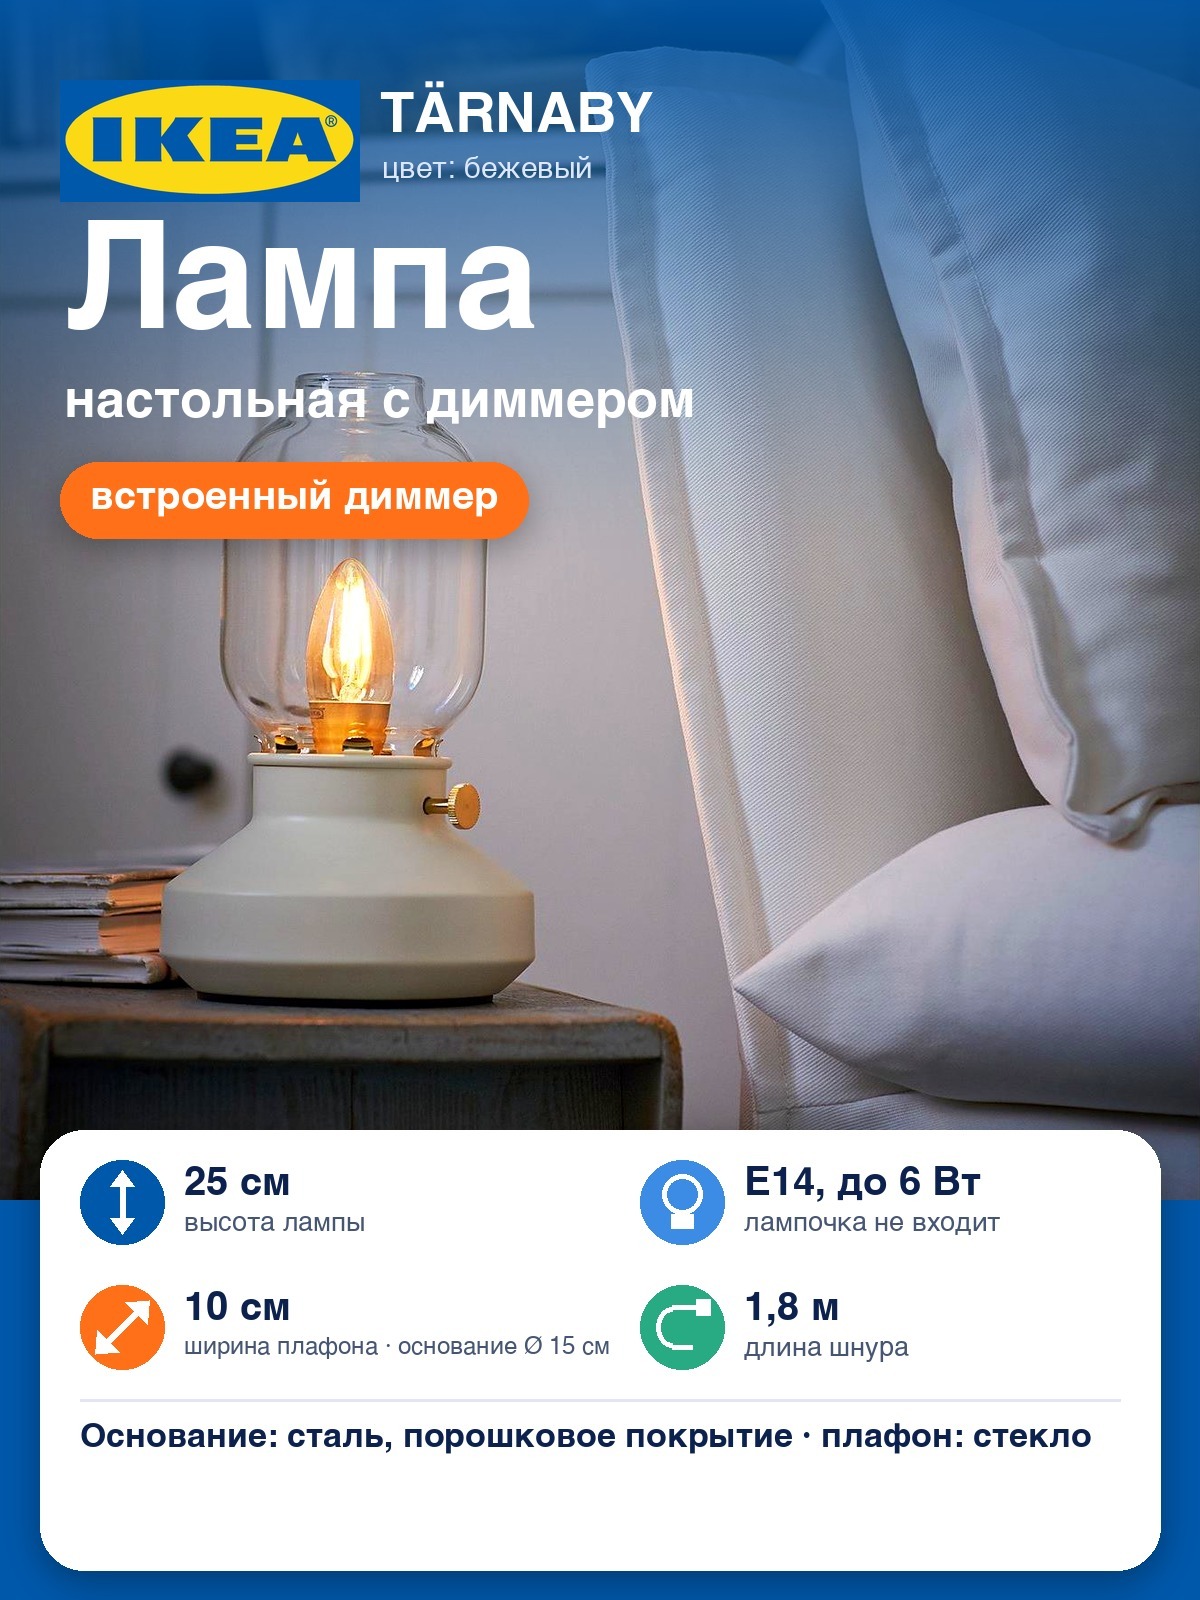 IKEA®
TÄRNABY
цвет: бежевый
Лампа
настольная с диммером
встроенный диммер
25 см
высота лампы
E14, до 6 Вт
лампочка не входит
10 см
ширина плафона · основание Ø 15 см
1,8 м
длина шнура
Основание: сталь, порошковое покрытие · плафон: стекло